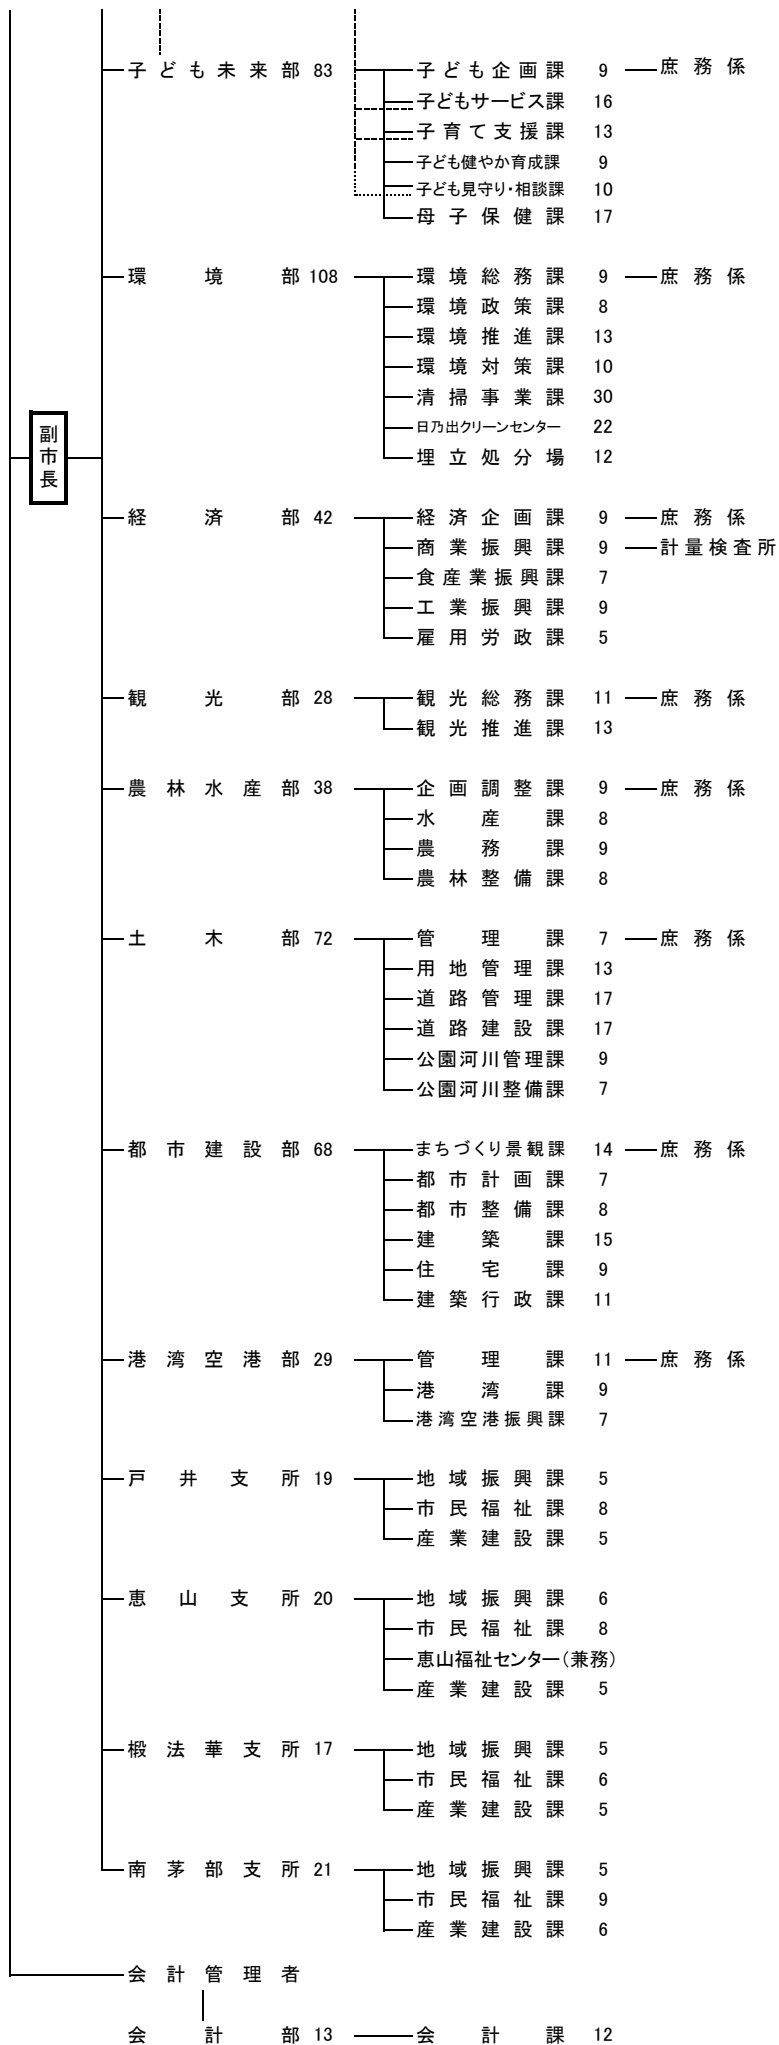 子ども未来部 83 子ども企画課 9 庶務係
子どもサービス課 16
子育て支援課 13
子ども健やか育成課 9
子ども見守り・相談課 10
母子保健課 17
環境部 108 環境総務課 9 庶務係
環境政策課 8
環境推進課 13
環境対策課 10
清掃事業課 30
日乃出クリーンセンター 22
埋立処分場 12
副市長
経済部 42 経済企画課 9 庶務係
商業振興課 9 計量検査所
食産業振興課 7
工業振興課 9
雇用労政課 5
観光部 28 観光総務課 11 庶務係
観光推進課 13
農林水産部 38 企画調整課 9 庶務係
水産課 8
農務課 9
農林整備課 8
土木部 72 管理課 7 庶務係
用地管理課 13
道路管理課 17
道路建設課 17
公園河川管理課 9
公園河川整備課 7
都市建設部 68 まちづくり景観課 14 庶務係
都市計画課 7
都市整備課 8
建築課 15
住宅課 9
建築行政課 11
港湾空港部 29 管理課 11 庶務係
港湾課 9
港湾空港振興課 7
戸井支所 19 地域振興課 5
市民福祉課 8
産業建設課 5
恵山支所 20 地域振興課 6
市民福祉課 8
恵山福祉センター（兼務）
産業建設課 5
椴法華支所 17 地域振興課 5
市民福祉課 6
産業建設課 5
南茅部支所 21 地域振興課 5
市民福祉課 9
産業建設課 6
会計管理者
会計部 13 会計課 12